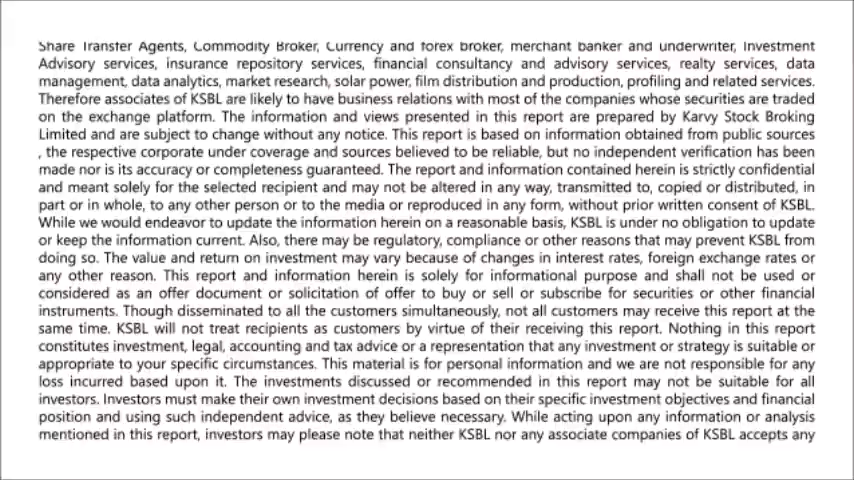 Share Transfer Agents, Commodity Broker, Currency and forex broker, merchant banker and underwriter, Investment
Advisory services, insurance repository services, financial consultancy and advisory services, realty services, data
management, data analytics, market research, solar power, film distribution and production, profiling and related services.
Therefore associates of KSBL are likely to have business relations with most of the companies whose securities are traded
on the exchange platform. The information and views presented in this report are prepared by Karvy Stock Broking
Limited and are subject to change without any notice. This report is based on information obtained from public sources
, the respective corporate under coverage and sources believed to be reliable, but no independent verification has been
made nor is its accuracy or completeness guaranteed. The report and information contained herein is strictly confidential
and meant solely for the selected recipient and may not be altered in any way, transmitted to, copied or distributed, in
part or in whole, to any other person or to the media or reproduced in any form, without prior written consent of KSBL.
While we would endeavor to update the information herein on a reasonable basis, KSBL is under no obligation to update
or keep the information current. Also, there may be regulatory, compliance or other reasons that may prevent KSBL from
doing so. The value and return on investment may vary because of changes in interest rates, foreign exchange rates or
any other reason. This report and information herein is solely for informational purpose and shall not be used or
considered as an offer document or solicitation of offer to buy or sell or subscribe for securities or other financial
instruments. Though disseminated to all the customers simultaneously, not all customers may receive this report at the
same time. KSBL will not treat recipients as customers by virtue of their receiving this report. Nothing in this report
constitutes investment, legal, accounting and tax advice or a representation that any investment or strategy is suitable or
appropriate to your specific circumstances. This material is for personal information and we are not responsible for any
loss incurred based upon it. The investments discussed or recommended in this report may not be suitable for all
investors. Investors must make their own investment decisions based on their specific investment objectives and financial
position and using such independent advice, as they believe necessary. While acting upon any information or analysis
mentioned in this report, investors may please note that neither KSBL nor any associate companies of KSBL accepts any